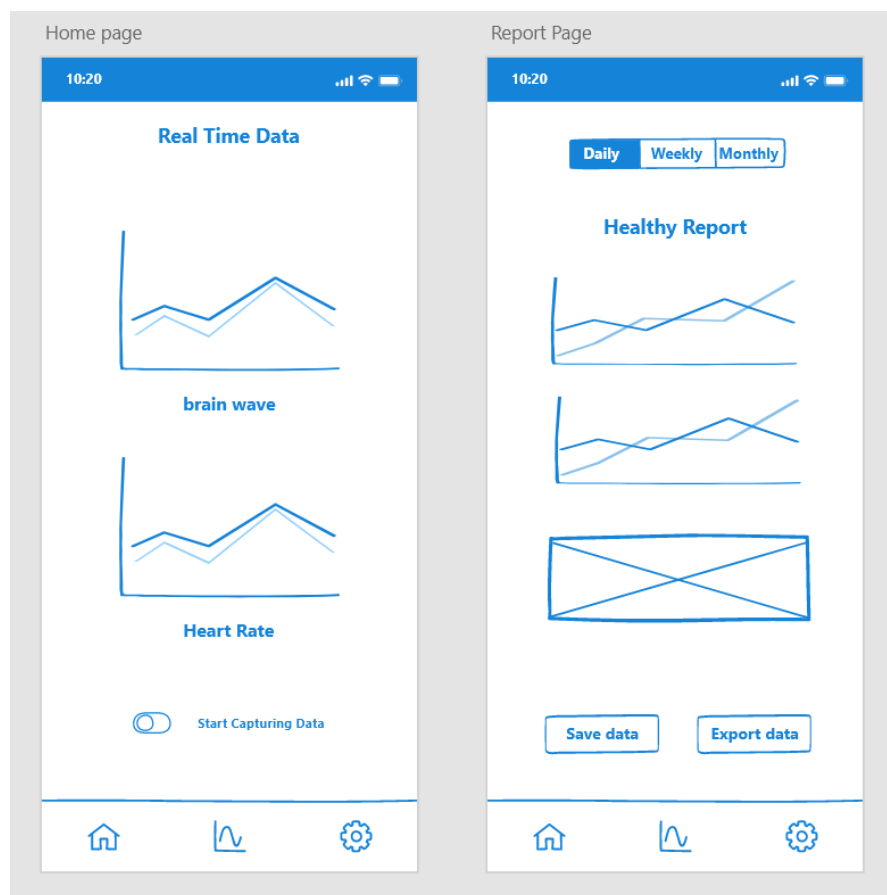 Home page
10:20
Real Time Data
brain wave
Heart Rate
Start Capturing Data
Report Page
10:20
Daily Weekly Monthly
Healthy Report
Save data Export data